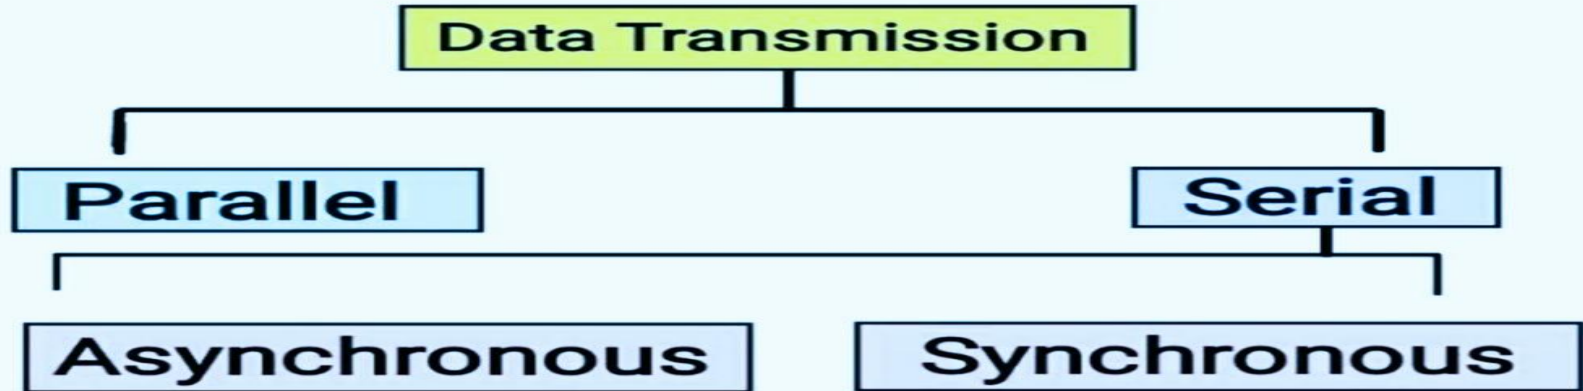 Data Transmission
Parallel
Serial
Asynchronous
Synchronous